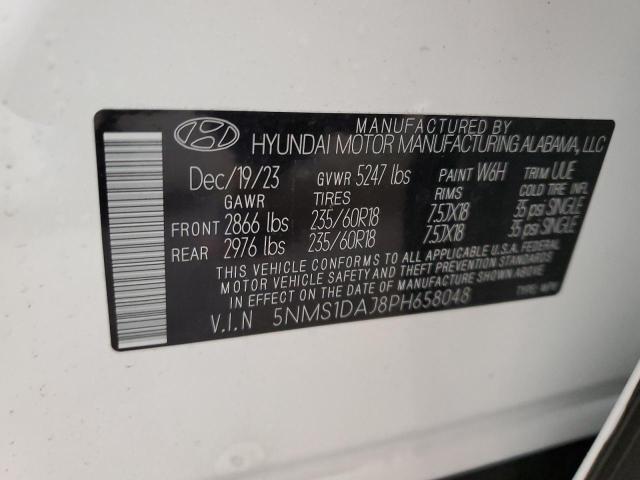 MANUFACTURED BY
HYUNDAI MOTOR MANUFACTURING ALABAMA, LLC
Dec/19/23 GVWR 5247 lbs PAINT W6H TRIM UUE
GAWR TIRES RIMS COLD TIRE INFL.
FRONT 2866 lbs 235/60R18 7.5JX18 35 psi SINGLE
REAR 2976 lbs 235/60R18 7.5JX18 35 psi SINGLE
THIS VEHICLE CONFORMS TO ALL APPLICABLE U.S.A. FEDERAL
MOTOR VEHICLE SAFETY AND THEFT PREVENTION STANDARDS
IN EFFECT ON THE DATE OF MANUFACTURE SHOWN ABOVE.
V.I.N 5NMS1DAJ8PH658048 TYPE: MPV